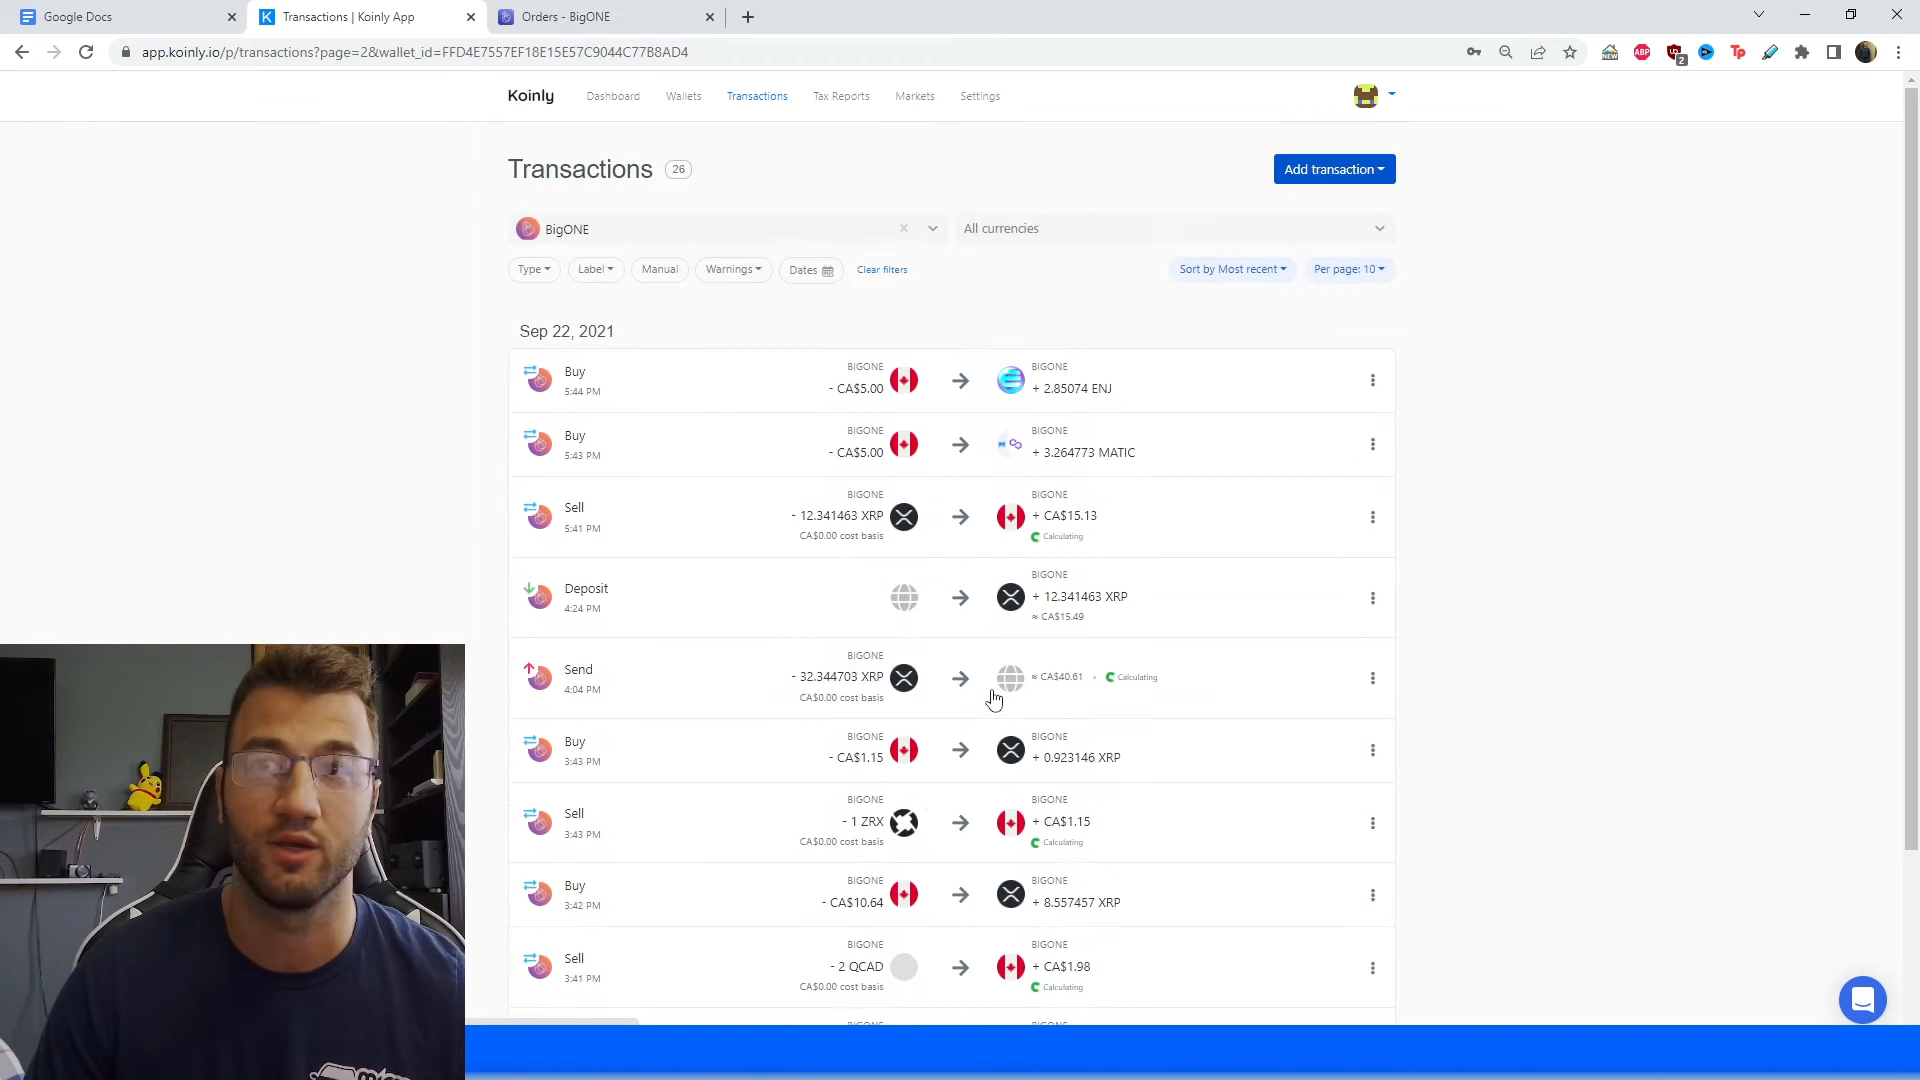 Google Docs
Transactions | Koinly App
Orders - BigONE
app.koinly.io/p/transactions?page=2&wallet_id=FFD4E7557EF18E15E57C9044C77B8AD4
NEW
ABP
2
Tp
Koinly
Dashboard
Wallets
Transactions
Tax Reports
Markets
Settings
Transactions 26
Add transaction
BigONE
All currencies
Type
Label
Manual
Warnings
Dates
Clear filters
Sort by Most recent
Per page: 10
Sep 22, 2021
Buy
5:44 PM
BIGONE
- CA$5.00
BIGONE
+ 2.85074 ENJ
Buy
5:43 PM
BIGONE
- CA$5.00
BIGONE
+ 3.264773 MATIC
Sell
5:41 PM
BIGONE
- 12.341463 XRP
CA$0.00 cost basis
BIGONE
+ CA$15.13
Calculating
Deposit
4:24 PM
BIGONE
+ 12.341463 XRP
≈ CA$15.49
Send
4:04 PM
BIGONE
- 32.344703 XRP
CA$0.00 cost basis
≈ CA$40.61 • Calculating
Buy
3:43 PM
BIGONE
- CA$1.15
BIGONE
+ 0.923146 XRP
Sell
3:43 PM
BIGONE
- 1 ZRX
CA$0.00 cost basis
BIGONE
+ CA$1.15
Calculating
Buy
3:42 PM
BIGONE
- CA$10.64
BIGONE
+ 8.557457 XRP
Sell
3:41 PM
BIGONE
- 2 QCAD
CA$0.00 cost basis
BIGONE
+ CA$1.98
Calculating